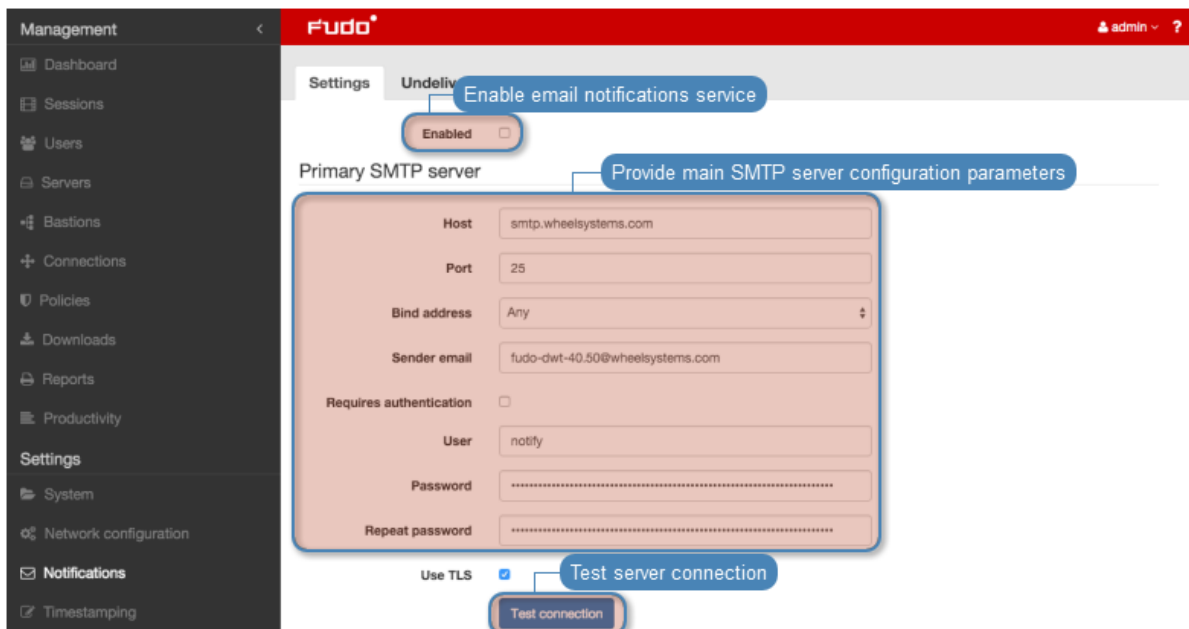 Management <
Fudo
admin ?
Dashboard
Sessions
Users
Servers
Bastions
Connections
Policies
Downloads
Reports
Productivity
Settings
System
Network configuration
Notifications
Timestamping
Settings
Enable email notifications service
Enabled
Primary SMTP server
Provide main SMTP server configuration parameters
Host smtp.wheelsystems.com
Port 25
Bind address Any
Sender email fudo-dwt-40.50@wheelsystems.com
Requires authentication
User notify
Password
Repeat password
Use TLS
Test server connection
Test connection